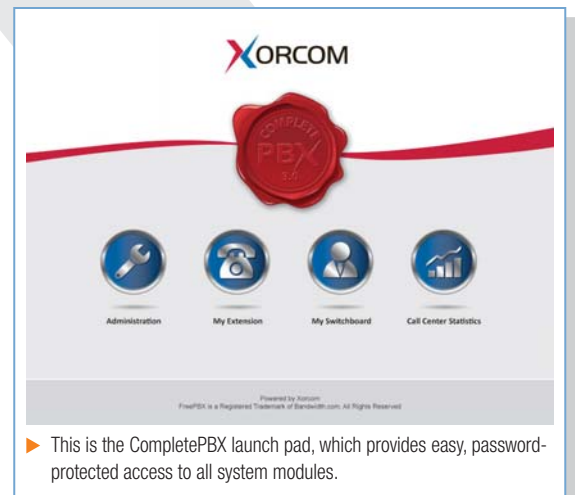 XORCOM
COMPLETE
PBX
3.0
Administration
My Extension
My Switchboard
Call Center Statistics
Powered by Xorcom
FreePBX is a Registered Trademark of Bandwidth.com. All Rights Reserved
This is the CompletePBX launch pad, which provides easy, password-
protected access to all system modules.